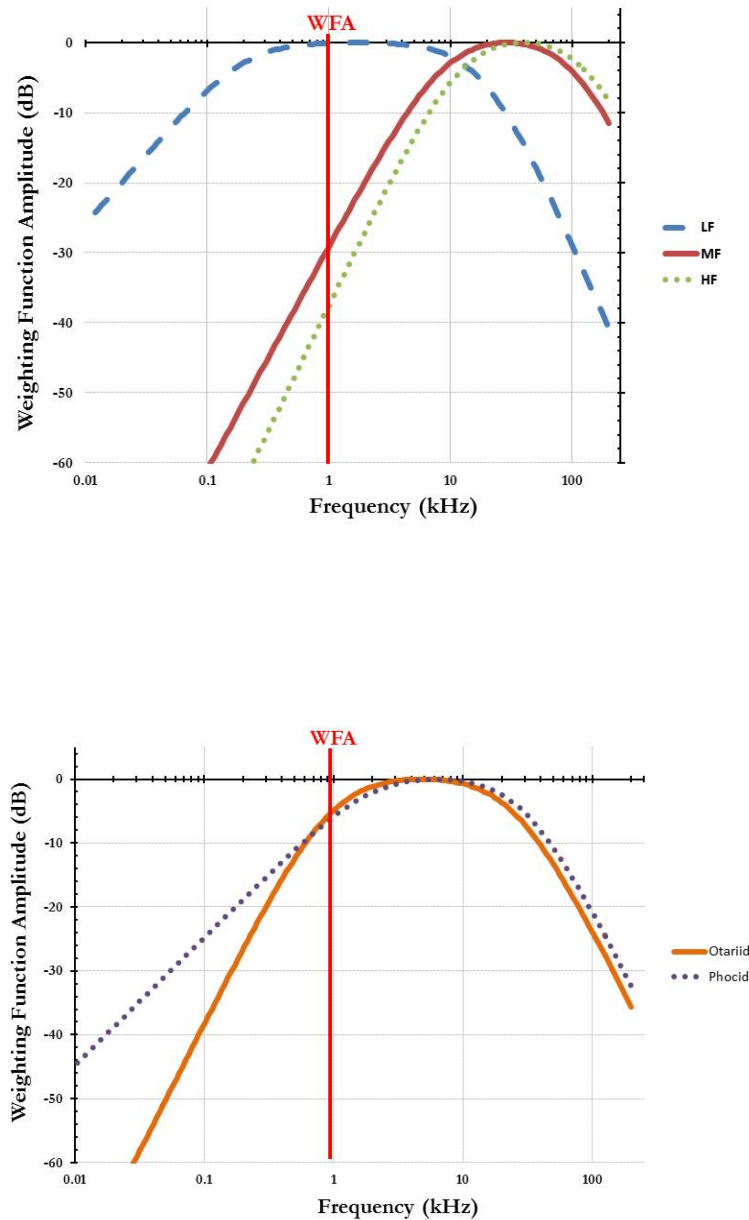 WFA
0
-10
-20
-30
-40
-50
-60
Weighting Function Amplitude (dB)
0.01 0.1 1 10 100
Frequency (kHz)
LF
MF
HF
WFA
0
-10
-20
-30
-40
-50
-60
Weighting Function Amplitude (dB)
0.01 0.1 1 10 100
Frequency (kHz)
Otariid
Phocid